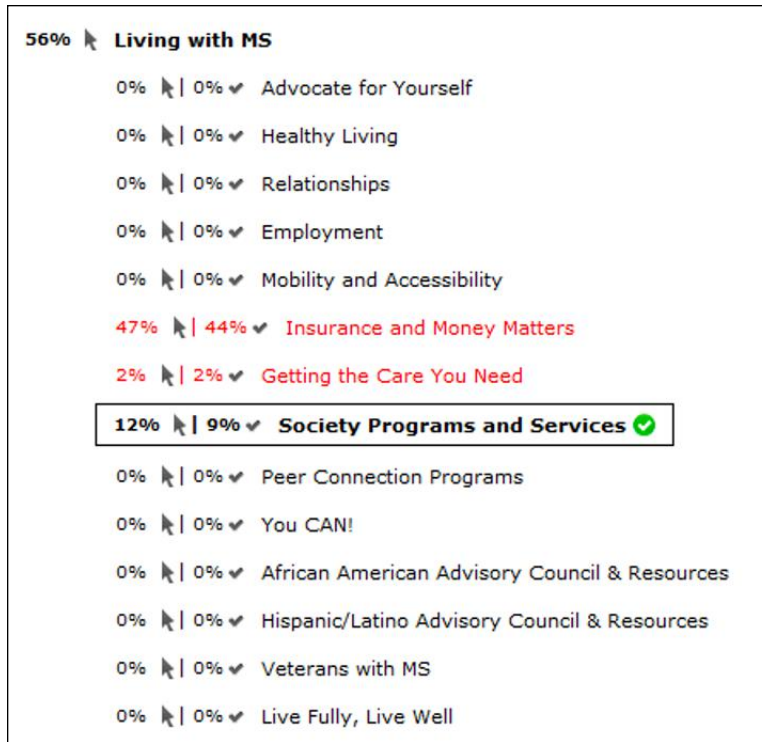 56% Living with MS
0% | 0% Advocate for Yourself
0% | 0% Healthy Living
0% | 0% Relationships
0% | 0% Employment
0% | 0% Mobility and Accessibility
47% | 44% Insurance and Money Matters
2% | 2% Getting the Care You Need
12% | 9% Society Programs and Services
0% | 0% Peer Connection Programs
0% | 0% You CAN!
0% | 0% African American Advisory Council & Resources
0% | 0% Hispanic/Latino Advisory Council & Resources
0% | 0% Veterans with MS
0% | 0% Live Fully, Live Well